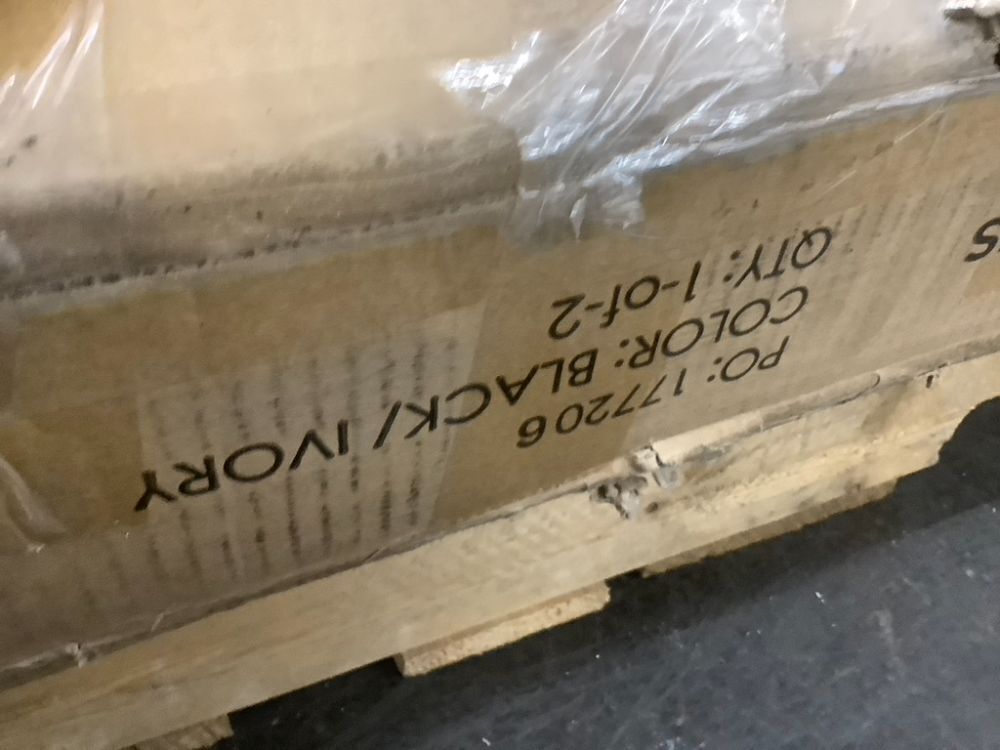 PO: 177206
COLOR: BLACK/ IVORY
QTY: 1-of-2
S